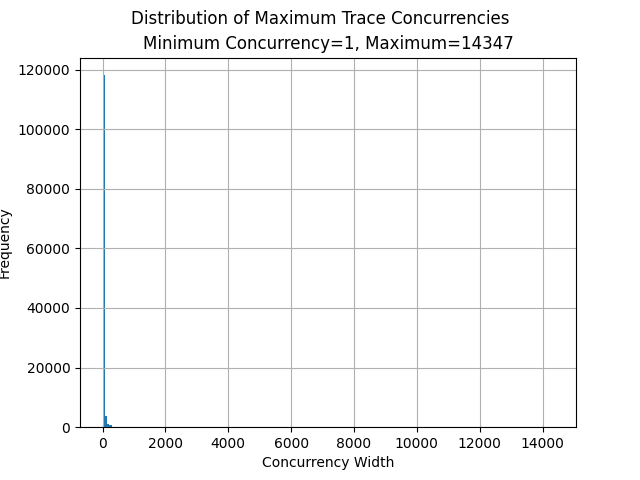 Distribution of Maximum Trace Concurrencies
Minimum Concurrency=1, Maximum=14347
120000
100000
80000
60000
40000
20000
0
Frequency
0 2000 4000 6000 8000 10000 12000 14000
Concurrency Width